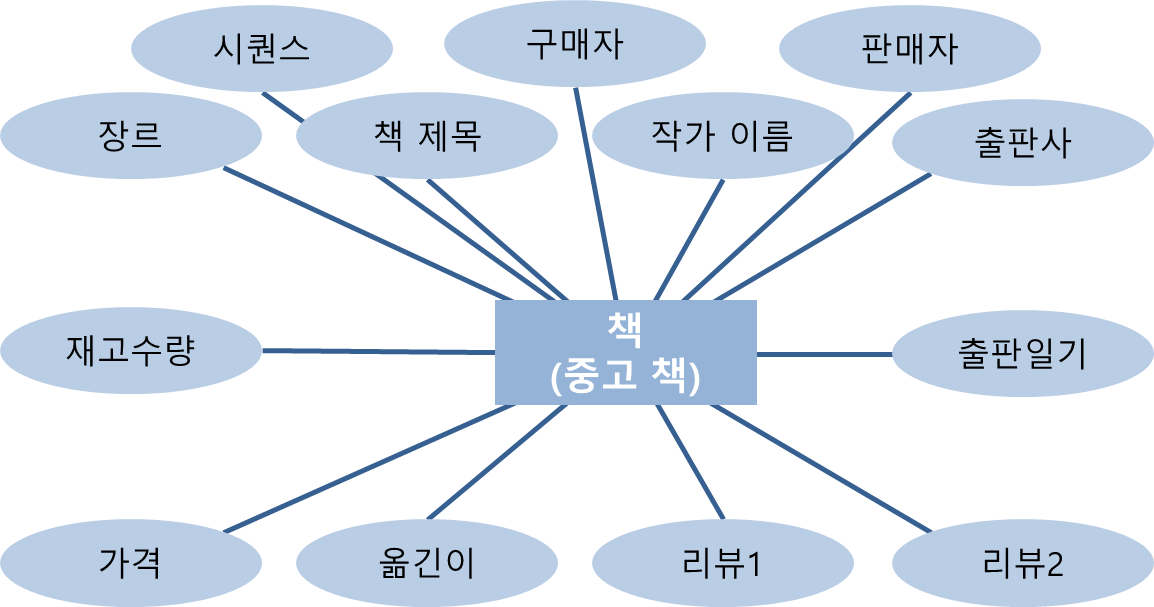 시퀀스
구매자
판매자
장르
책 제목
작가 이름
출판사
책
(중고 책)
재고수량
출판일기
가격
옮긴이
리뷰1
리뷰2